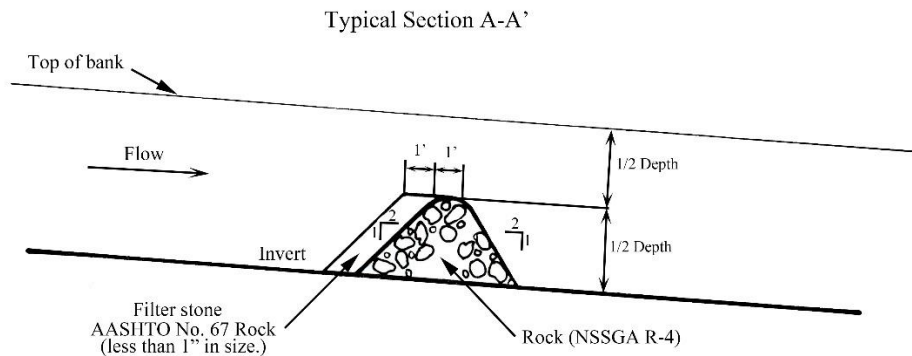 Typical Section A-A’
Top of bank
Flow
1’ 1’
1/2 Depth
2
1
2
1
1/2 Depth
Invert
Filter stone
AASHTO No. 67 Rock
(less than 1” in size.)
Rock (NSSGA R-4)